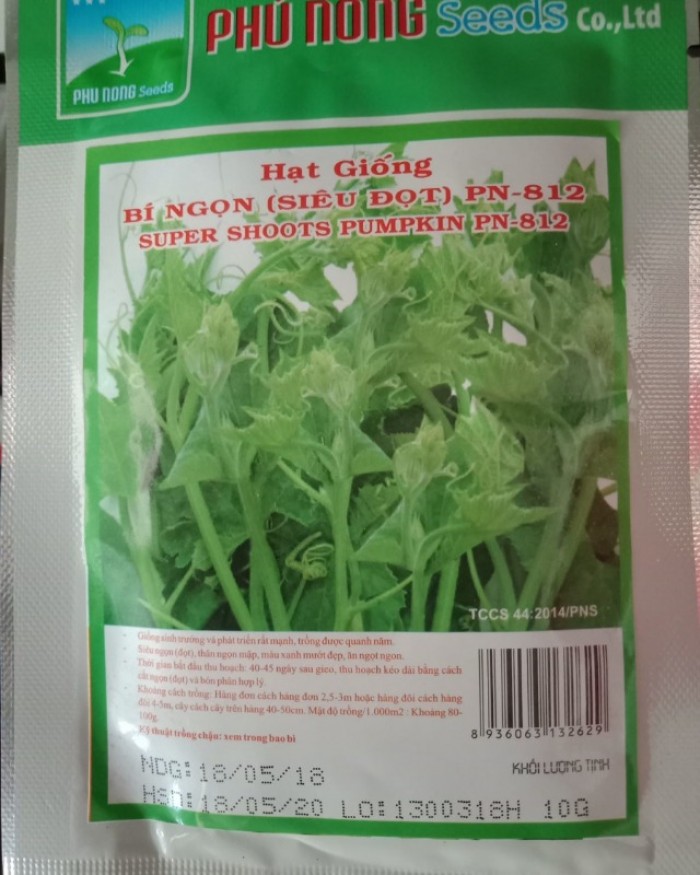 PHÚ NÔNG Seeds Co.,Ltd
PHU NONG Seeds
Hạt Giống
BÍ NGỌN (SIÊU ĐỌT) PN-812
SUPER SHOOTS PUMPKIN PN-812
TCCS 44:2014/PNS
- Giống sinh trưởng và phát triển rất mạnh, trồng được quanh năm.
- Siêu ngọn (đọt), thân ngọn mập, màu xanh mướt đẹp, ăn ngọt ngon.
- Thời gian bắt đầu thu hoạch: 40-45 ngày sau gieo, thu hoạch kéo dài bằng cách
cắt ngọn (đọt) và bón phân hợp lý.
- Khoảng cách trồng: Hàng đơn cách hàng đơn 2,5-3m hoặc hàng đôi cách hàng
đôi 4-5m, cây cách cây trên hàng 40-50cm. Mật độ trồng/1.000m2 : Khoảng 80-
100g.
Kỹ thuật trồng chậu: xem trong bao bì
8 936063 132629
NDG:18/05/18
KHỐI LƯỢNG TỊNH
HSD:18/05/20 LO:1300318H 10G